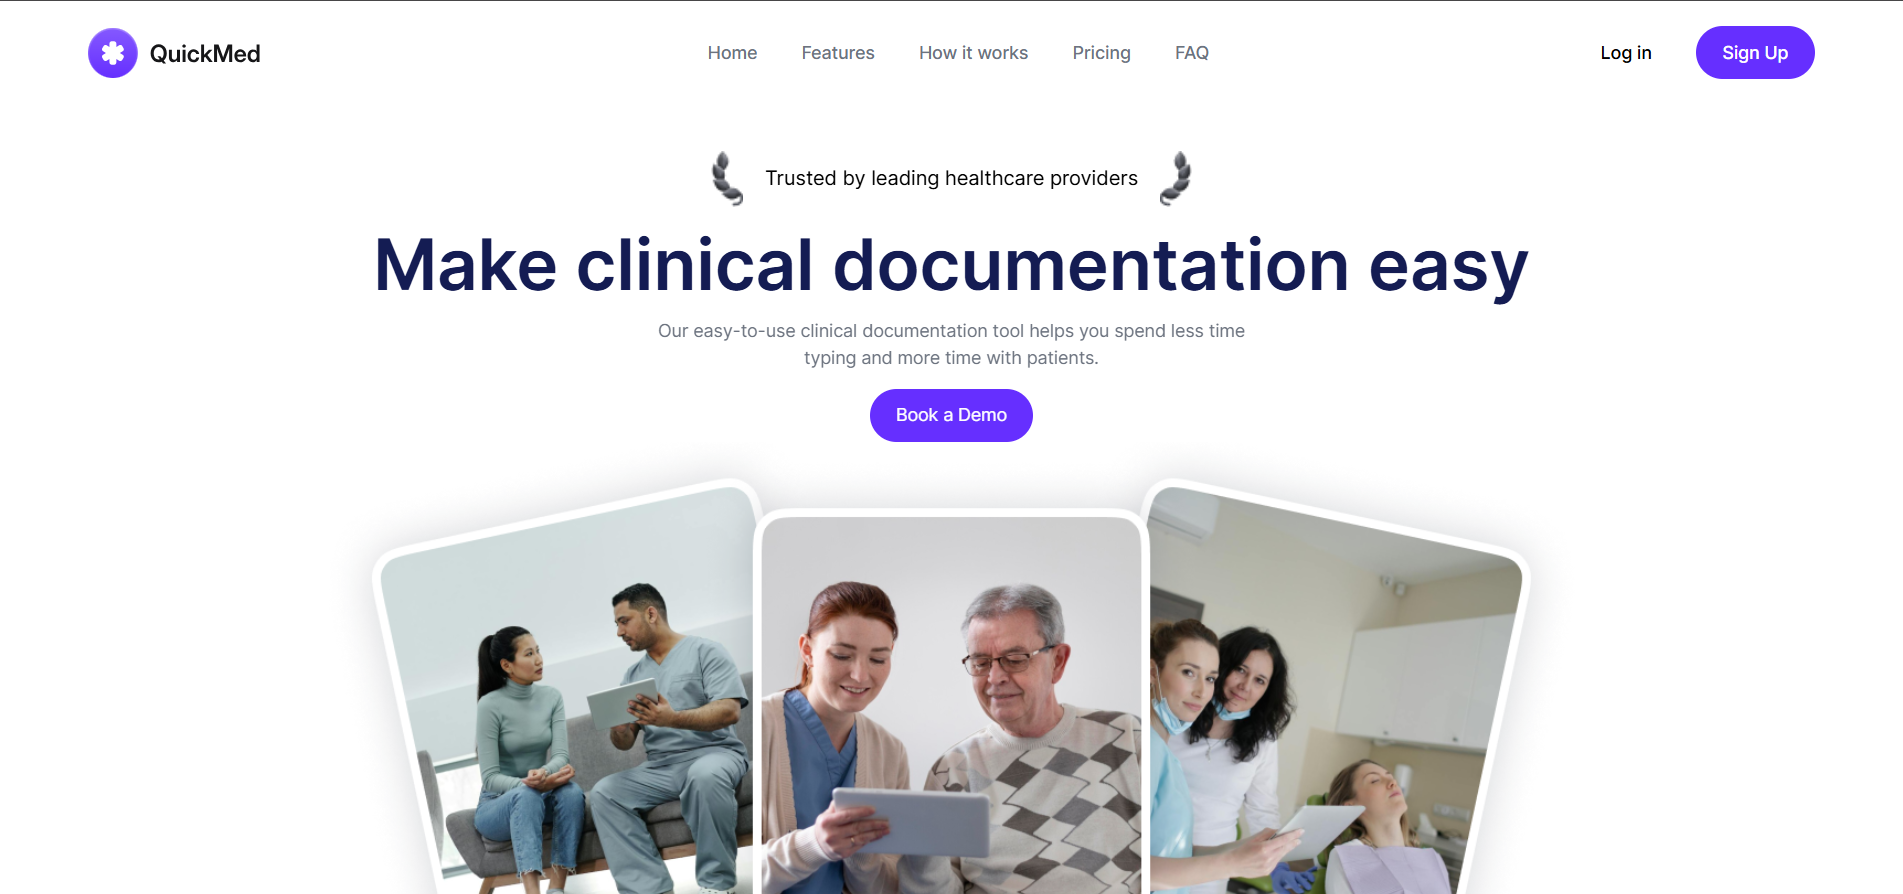 QuickMed
Home
Features
How it works
Pricing
FAQ
Log in
Sign Up
Trusted by leading healthcare providers
Make clinical documentation easy
Our easy-to-use clinical documentation tool helps you spend less time
typing and more time with patients.
Book a Demo